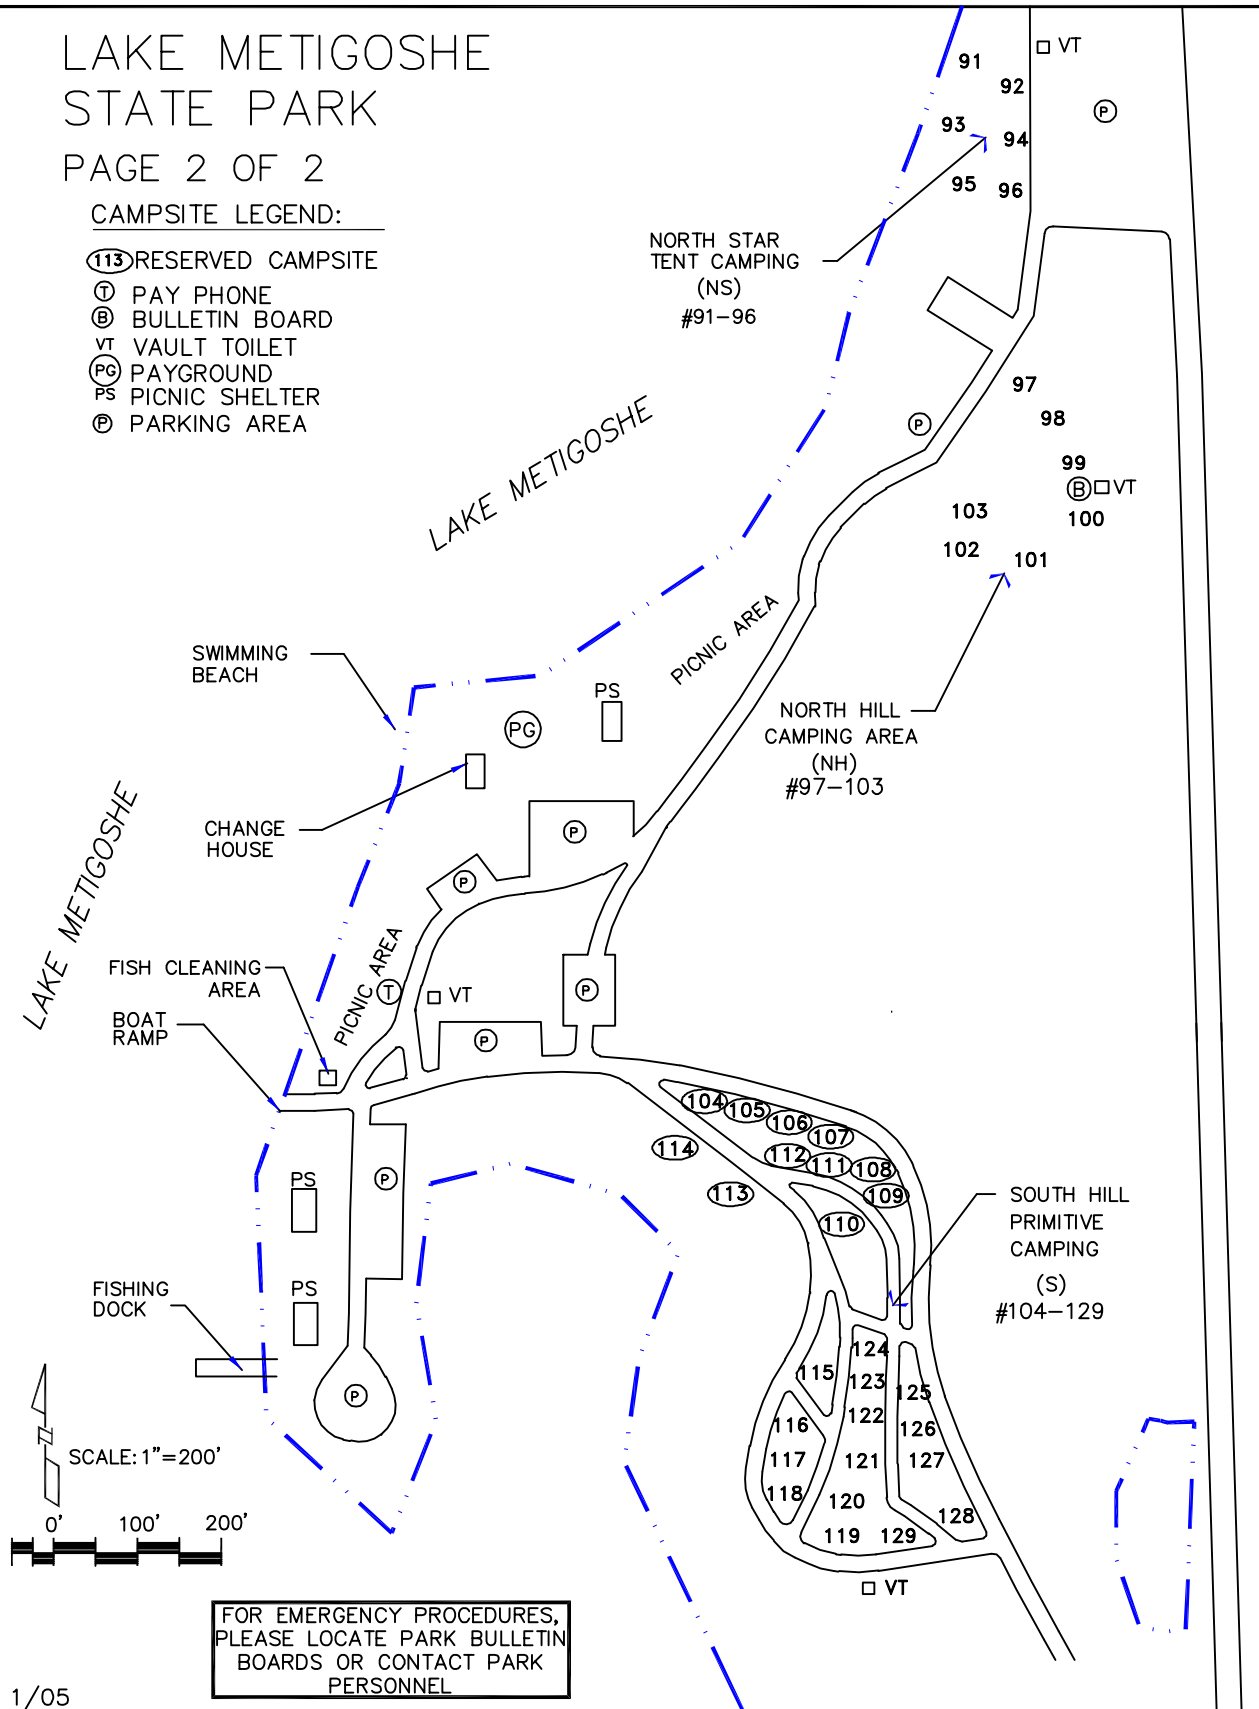 LAKE METIGOSHE
STATE PARK
PAGE 2 OF 2
CAMPSITE LEGEND:
113 RESERVED CAMPSITE
T PAY PHONE
B BULLETIN BOARD
VT VAULT TOILET
PG PAYGROUND
PS PICNIC SHELTER
P PARKING AREA
VT
P
91
92
93
94
95
96
NORTH STAR
TENT CAMPING
(NS)
#91-96
P
97
98
99
B VT
100
103
102
101
LAKE METIGOSHE
PICNIC AREA
NORTH HILL
CAMPING AREA
(NH)
#97-103
SWIMMING
BEACH
PS
PG
CHANGE
HOUSE
P
P
LAKE METIGOSHE
PICNIC AREA
FISH CLEANING
AREA
T
VT
P
P
BOAT
RAMP
104
105
106
107
114
112
111
108
113
109
110
P
PS
SOUTH HILL
PRIMITIVE
CAMPING
(S)
#104-129
FISHING
DOCK
PS
P
124
115
123
125
122
116
126
117
121
127
118
120
128
119
129
VT
SCALE: 1"=200'
0' 100' 200'
FOR EMERGENCY PROCEDURES,
PLEASE LOCATE PARK BULLETIN
BOARDS OR CONTACT PARK
PERSONNEL
1/05